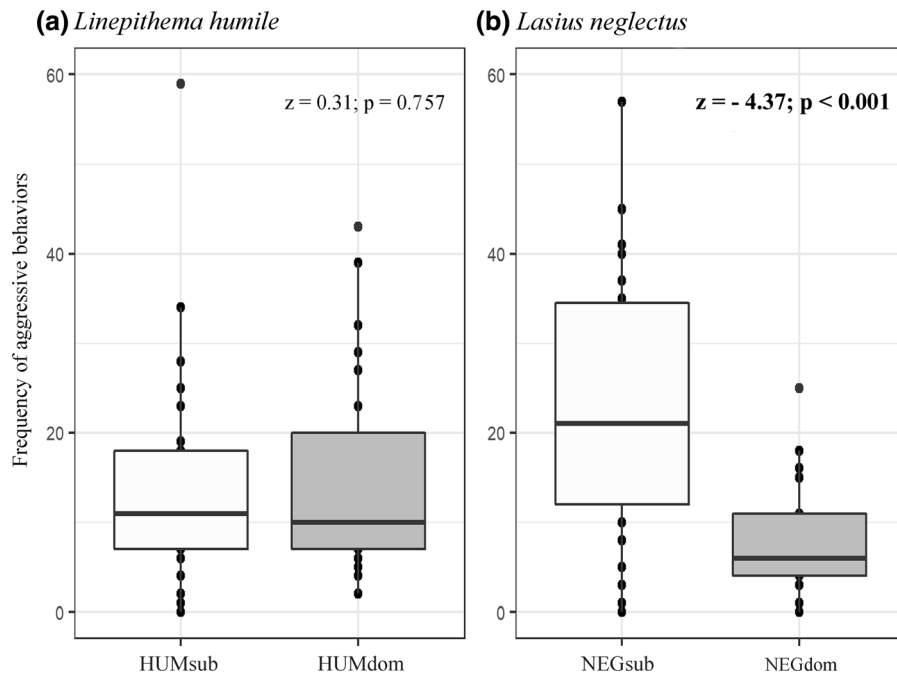 (a) Linepithema humile
(b) Lasius neglectus
Frequency of aggressive behaviors
60
40
20
0
z = 0.31; p = 0.757
HUMsub
HUMdom
60
40
20
0
z = - 4.37; p < 0.001
NEGsub
NEGdom